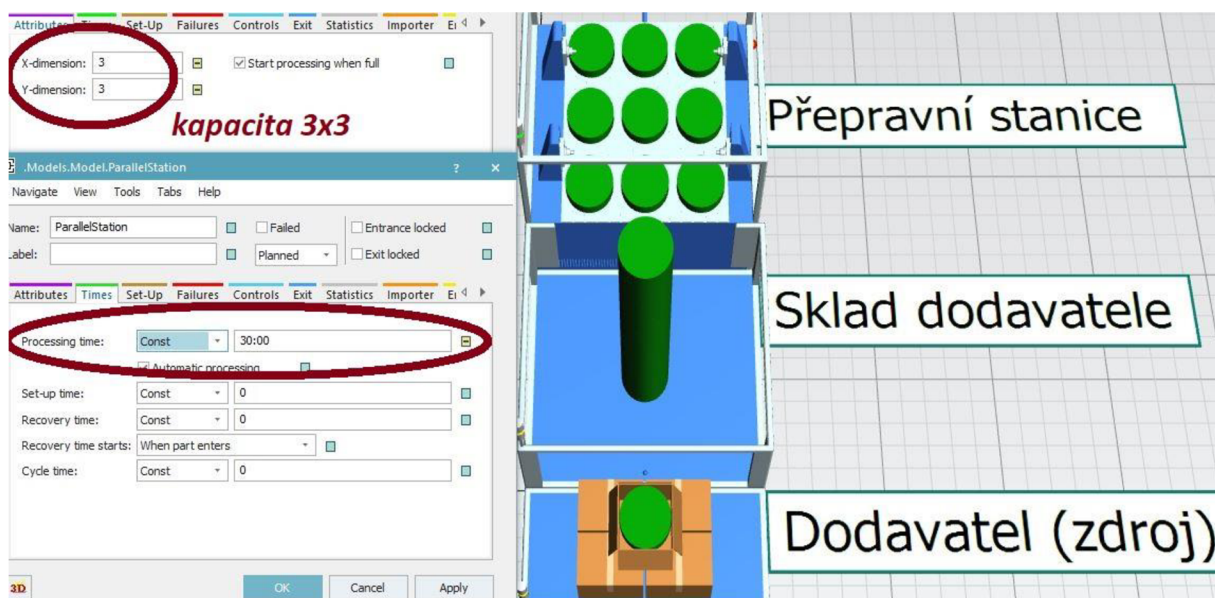 Attributes Times Set-Up Failures Controls Exit Statistics Importer
X-dimension: 3 Start processing when full
Y-dimension: 3
kapacita 3x3
.Models.Model.ParallelStation ? ×
Navigate View Tools Tabs Help
Name: ParallelStation Failed Entrance locked
Label: Planned Exit locked
Attributes Times Set-Up Failures Controls Exit Statistics Importer
Processing time: Const 30:00
Automatic processing
Set-up time: Const 0
Recovery time: Const 0
Recovery time starts: When part enters
Cycle time: Const 0
3D OK Cancel Apply
Přepravní stanice
Sklad dodavatele
Dodavatel (zdroj)